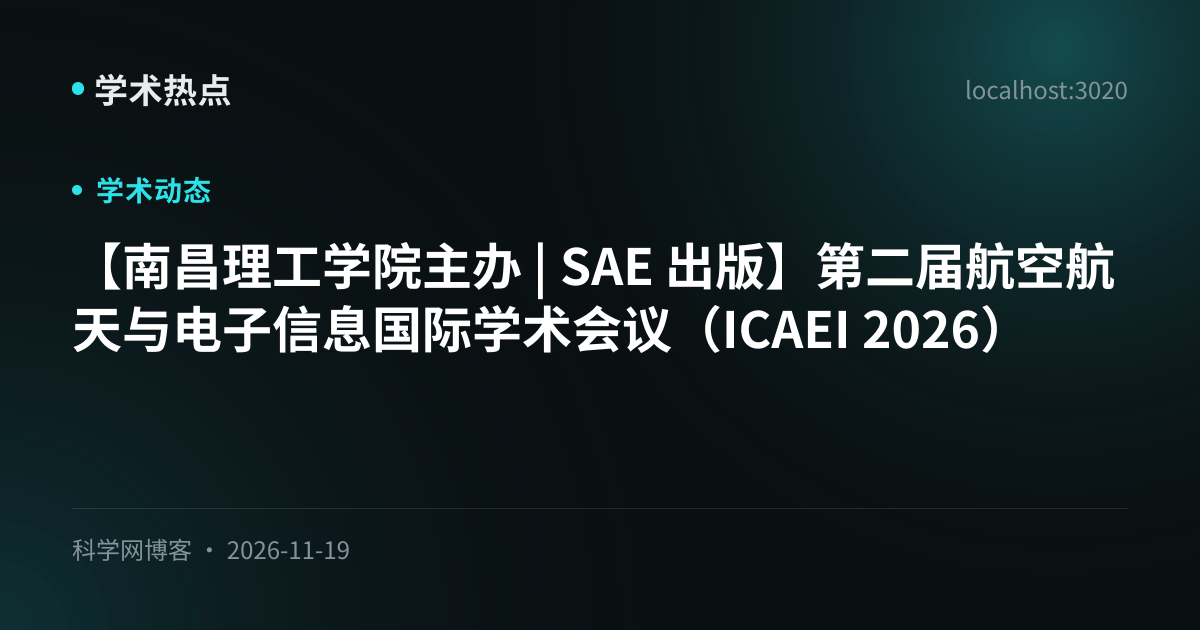 学术热点
localhost:3020
学术动态
【南昌理工学院主办 | SAE 出版】第二届航空航
天与电子信息国际学术会议（ICAEI 2026）
科学网博客 · 2026-11-19